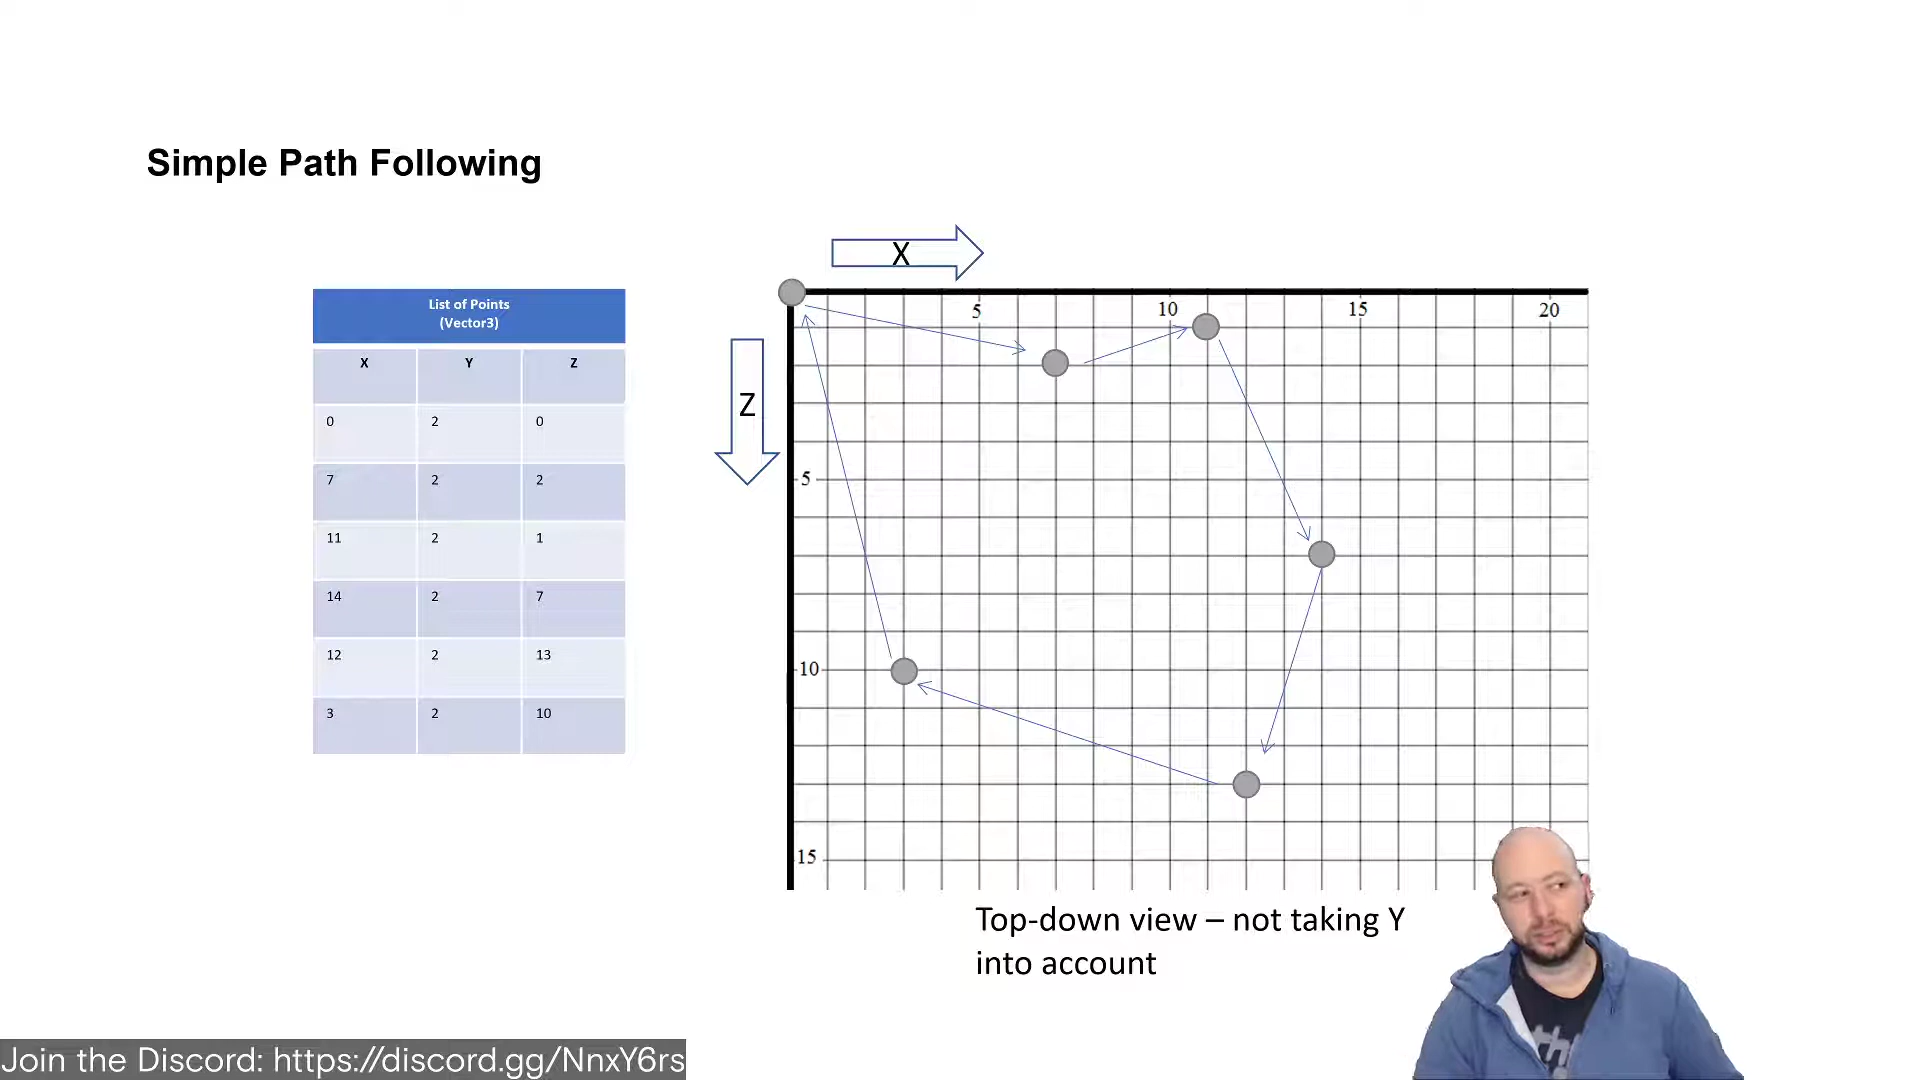 Simple Path Following
List of Points
(Vector3)
X Y Z
0 2 0
7 2 2
11 2 1
14 2 7
12 2 13
3 2 10
X
Z
5 10 15 20
5
10
15
Top-down view – not taking Y
into account
Join the Discord: https://discord.gg/NnxY6rs